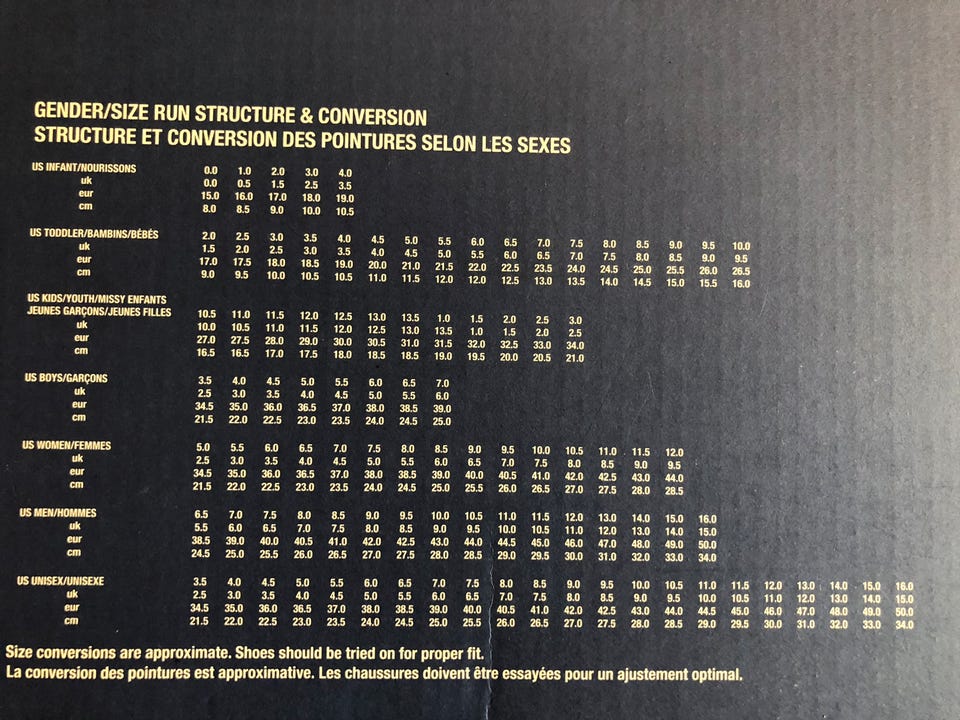 GENDER/SIZE RUN STRUCTURE & CONVERSION
STRUCTURE ET CONVERSION DES POINTURES SELON LES SEXES
US INFANT/NOURISSONS 0.0 1.0 2.0 3.0 4.0
uk 0.0 0.5 1.5 2.5 3.5
eur 15.0 16.0 17.0 18.0 19.0
cm 8.0 8.5 9.0 10.0 10.5
US TODDLER/BAMBINS/BÉBÉS 2.0 2.5 3.0 3.5 4.0 4.5 5.0 5.5 6.0 6.5 7.0 7.5 8.0 8.5 9.0 9.5 10.0
uk 1.5 2.0 2.5 3.0 3.5 4.0 4.5 5.0 5.5 6.0 6.5 7.0 7.5 8.0 8.5 9.0 9.5
eur 17.0 17.5 18.0 18.5 19.0 20.0 21.0 21.5 22.0 22.5 23.5 24.0 24.5 25.0 25.5 26.0 26.5
cm 9.0 9.5 10.0 10.5 10.5 11.0 11.5 12.0 12.0 12.5 13.0 13.5 14.0 14.5 15.0 15.5 16.0
US KIDS/YOUTH/MISSY ENFANTS
JEUNES GARÇONS/JEUNES FILLES 10.5 11.0 11.5 12.0 12.5 13.0 13.5 1.0 1.5 2.0 2.5 3.0
uk 10.0 10.5 11.0 11.5 12.0 12.5 13.0 13.5 1.0 1.5 2.0 2.5
eur 27.0 27.5 28.0 29.0 30.0 30.5 31.0 31.5 32.0 32.5 33.0 34.0
cm 16.5 16.5 17.0 17.5 18.0 18.5 18.5 19.0 19.5 20.0 20.5 21.0
US BOYS/GARÇONS 3.5 4.0 4.5 5.0 5.5 6.0 6.5 7.0
uk 2.5 3.0 3.5 4.0 4.5 5.0 5.5 6.0
eur 34.5 35.0 36.0 36.5 37.0 38.0 38.5 39.0
cm 21.5 22.0 22.5 23.0 23.5 24.0 24.5 25.0
US WOMEN/FEMMES 5.0 5.5 6.0 6.5 7.0 7.5 8.0 8.5 9.0 9.5 10.0 10.5 11.0 11.5 12.0
uk 2.5 3.0 3.5 4.0 4.5 5.0 5.5 6.0 6.5 7.0 7.5 8.0 8.5 9.0 9.5
eur 34.5 35.0 36.0 36.5 37.0 38.0 38.5 39.0 40.0 40.5 41.0 42.0 42.5 43.0 44.0
cm 21.5 22.0 22.5 23.0 23.5 24.0 24.5 25.0 25.5 26.0 26.5 27.0 27.5 28.0 28.5
US MEN/HOMMES 6.5 7.0 7.5 8.0 8.5 9.0 9.5 10.0 10.5 11.0 11.5 12.0 13.0 14.0 15.0 16.0
uk 5.5 6.0 6.5 7.0 7.5 8.0 8.5 9.0 9.5 10.0 10.5 11.0 12.0 13.0 14.0 15.0
eur 38.5 39.0 40.0 40.5 41.0 42.0 42.5 43.0 44.0 44.5 45.0 46.0 47.0 48.0 49.0 50.0
cm 24.5 25.0 25.5 26.0 26.5 27.0 27.5 28.0 28.5 29.0 29.5 30.0 31.0 32.0 33.0 34.0
US UNISEX/UNISEXE 3.5 4.0 4.5 5.0 5.5 6.0 6.5 7.0 7.5 8.0 8.5 9.0 9.5 10.0 10.5 11.0 11.5 12.0 13.0 14.0 15.0 16.0
uk 2.5 3.0 3.5 4.0 4.5 5.0 5.5 6.0 6.5 7.0 7.5 8.0 8.5 9.0 9.5 10.0 10.5 11.0 12.0 13.0 14.0 15.0
eur 34.5 35.0 36.0 36.5 37.0 38.0 38.5 39.0 40.0 40.5 41.0 42.0 42.5 43.0 44.0 44.5 45.0 46.0 47.0 48.0 49.0 50.0
cm 21.5 22.0 22.5 23.0 23.5 24.0 24.5 25.0 25.5 26.0 26.5 27.0 27.5 28.0 28.5 29.0 29.5 30.0 31.0 32.0 33.0 34.0
Size conversions are approximate. Shoes should be tried on for proper fit.
La conversion des pointures est approximative. Les chaussures doivent être essayées pour un ajustement optimal.